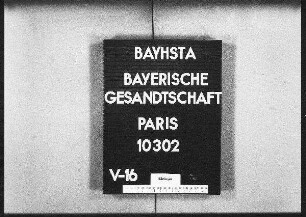 BAYHSTA
BAYERISCHE
GESANDTSCHAFT
PARIS
10302
V-16